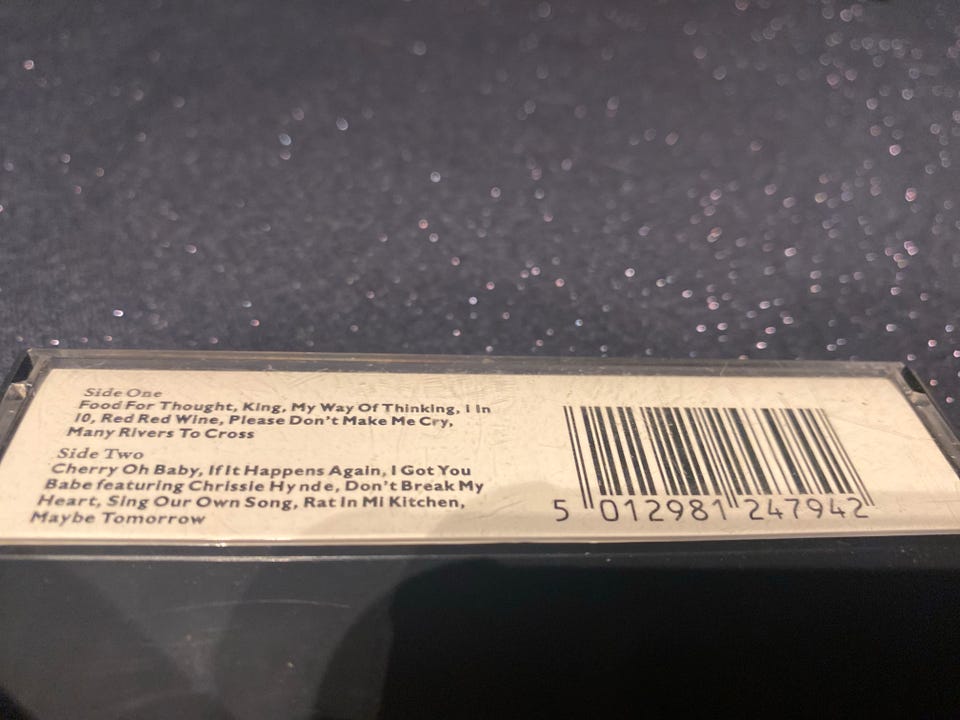 Side One
Food For Thought, King, My Way Of Thinking, 1 In
10, Red Red Wine, Please Don't Make Me Cry,
Many Rivers To Cross
Side Two
Cherry Oh Baby, If It Happens Again, I Got You
Babe featuring Chrissie Hynde, Don't Break My
Heart, Sing Our Own Song, Rat In Mi Kitchen,
Maybe Tomorrow
5 012981 247942